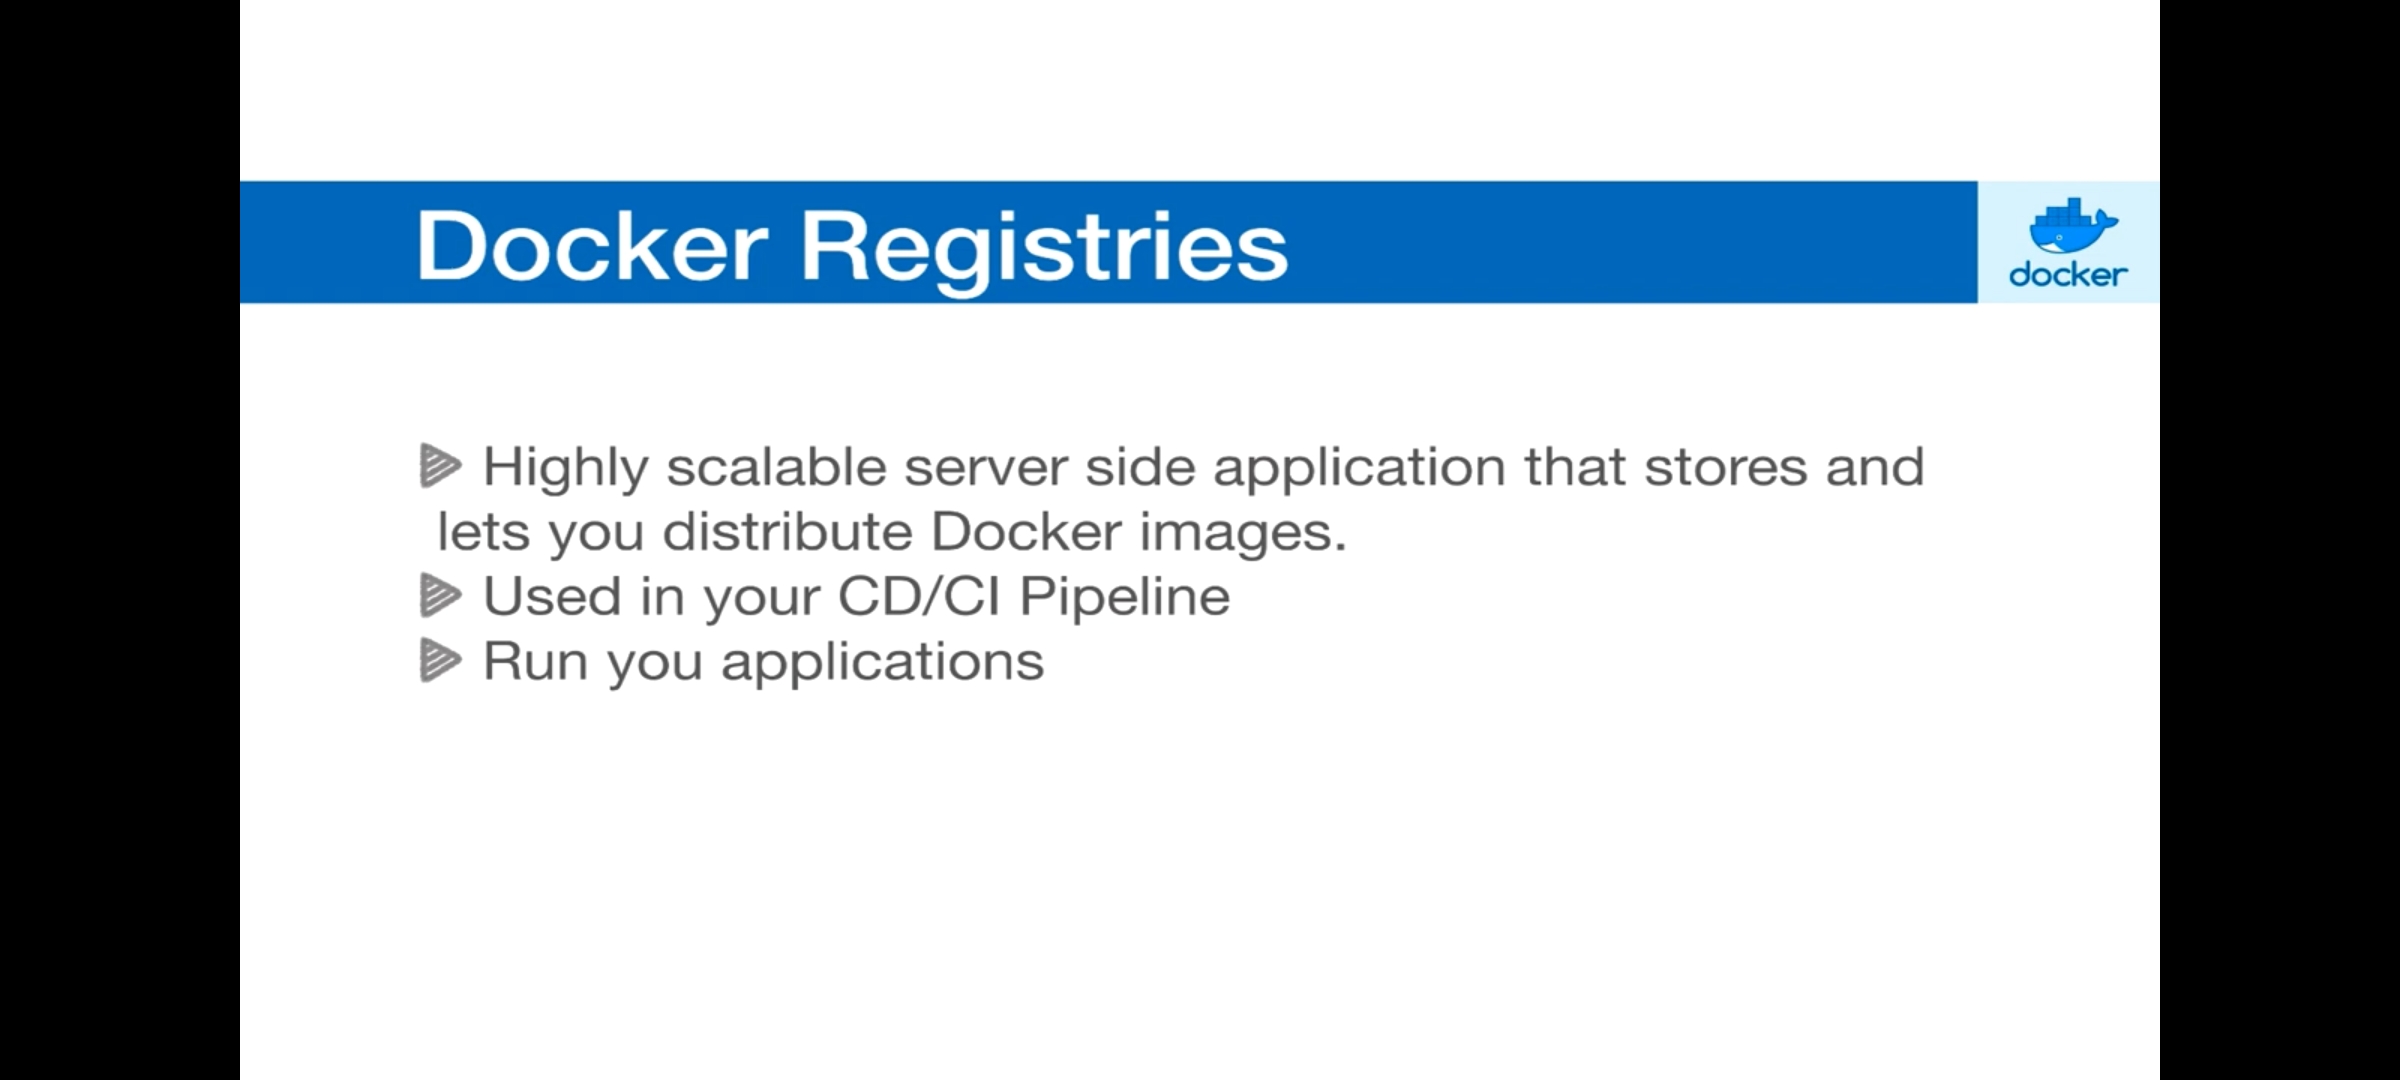 Docker Registries
docker
Highly scalable server side application that stores and
lets you distribute Docker images.
Used in your CD/CI Pipeline
Run you applications